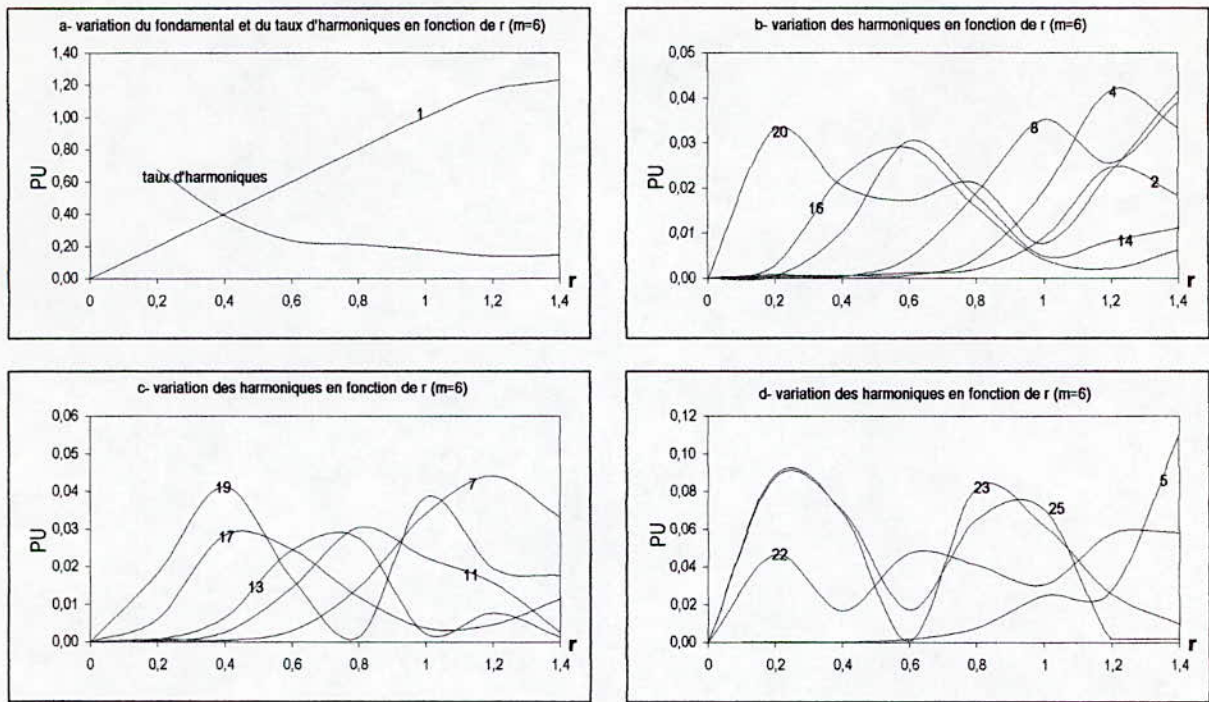 a- variation du fondamental et du taux d'harmoniques en fonction de r (m=6)
1,40
1,20
1,00
0,80
0,60
0,40
0,20
0,00
PU
1
taux d'harmoniques
0 0,2 0,4 0,6 0,8 1 1,2 1,4
r
b- variation des harmoniques en fonction de r (m=6)
0,05
0,04
0,03
0,02
0,01
0,00
PU
20
16
8
4
2
14
0 0,2 0,4 0,6 0,8 1 1,2 1,4
r
c- variation des harmoniques en fonction de r (m=6)
0,06
0,05
0,04
0,03
0,02
0,01
0,00
PU
19
17
13
7
11
0 0,2 0,4 0,6 0,8 1 1,2 1,4
r
d- variation des harmoniques en fonction de r (m=6)
0,12
0,10
0,08
0,06
0,04
0,02
0,00
PU
22
23
25
5
0 0,2 0,4 0,6 0,8 1 1,2 1,4
r